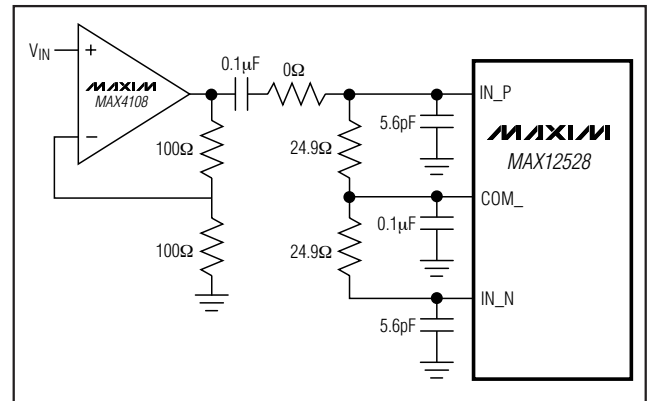 VIN
+
−
MAXIM
MAX4108
0.1µF
0Ω
100Ω
100Ω
24.9Ω
24.9Ω
5.6pF
0.1µF
5.6pF
IN_P
MAXIM
MAX12528
COM_
IN_N